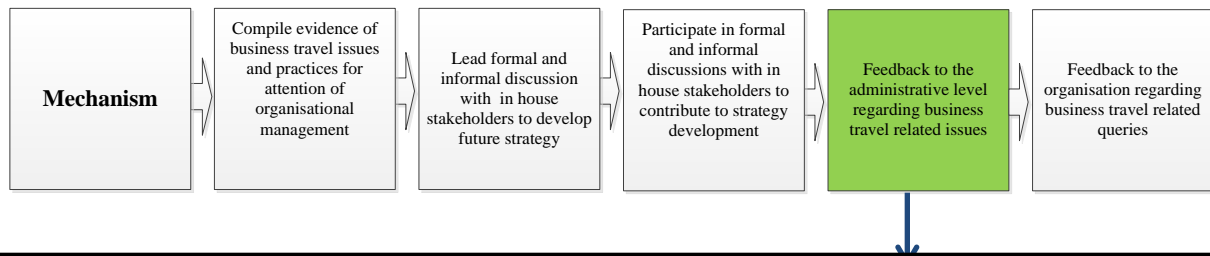 Mechanism
Compile evidence of
business travel issues
and practices for
attention of
organisational
management
Lead formal and
informal discussion
with in house
stakeholders to develop
future strategy
Participate in formal
and informal
discussions with in
house stakeholders to
contribute to strategy
development
Feedback to the
administrative level
regarding business
travel related issues
Feedback to the
organisation regarding
business travel related
queries